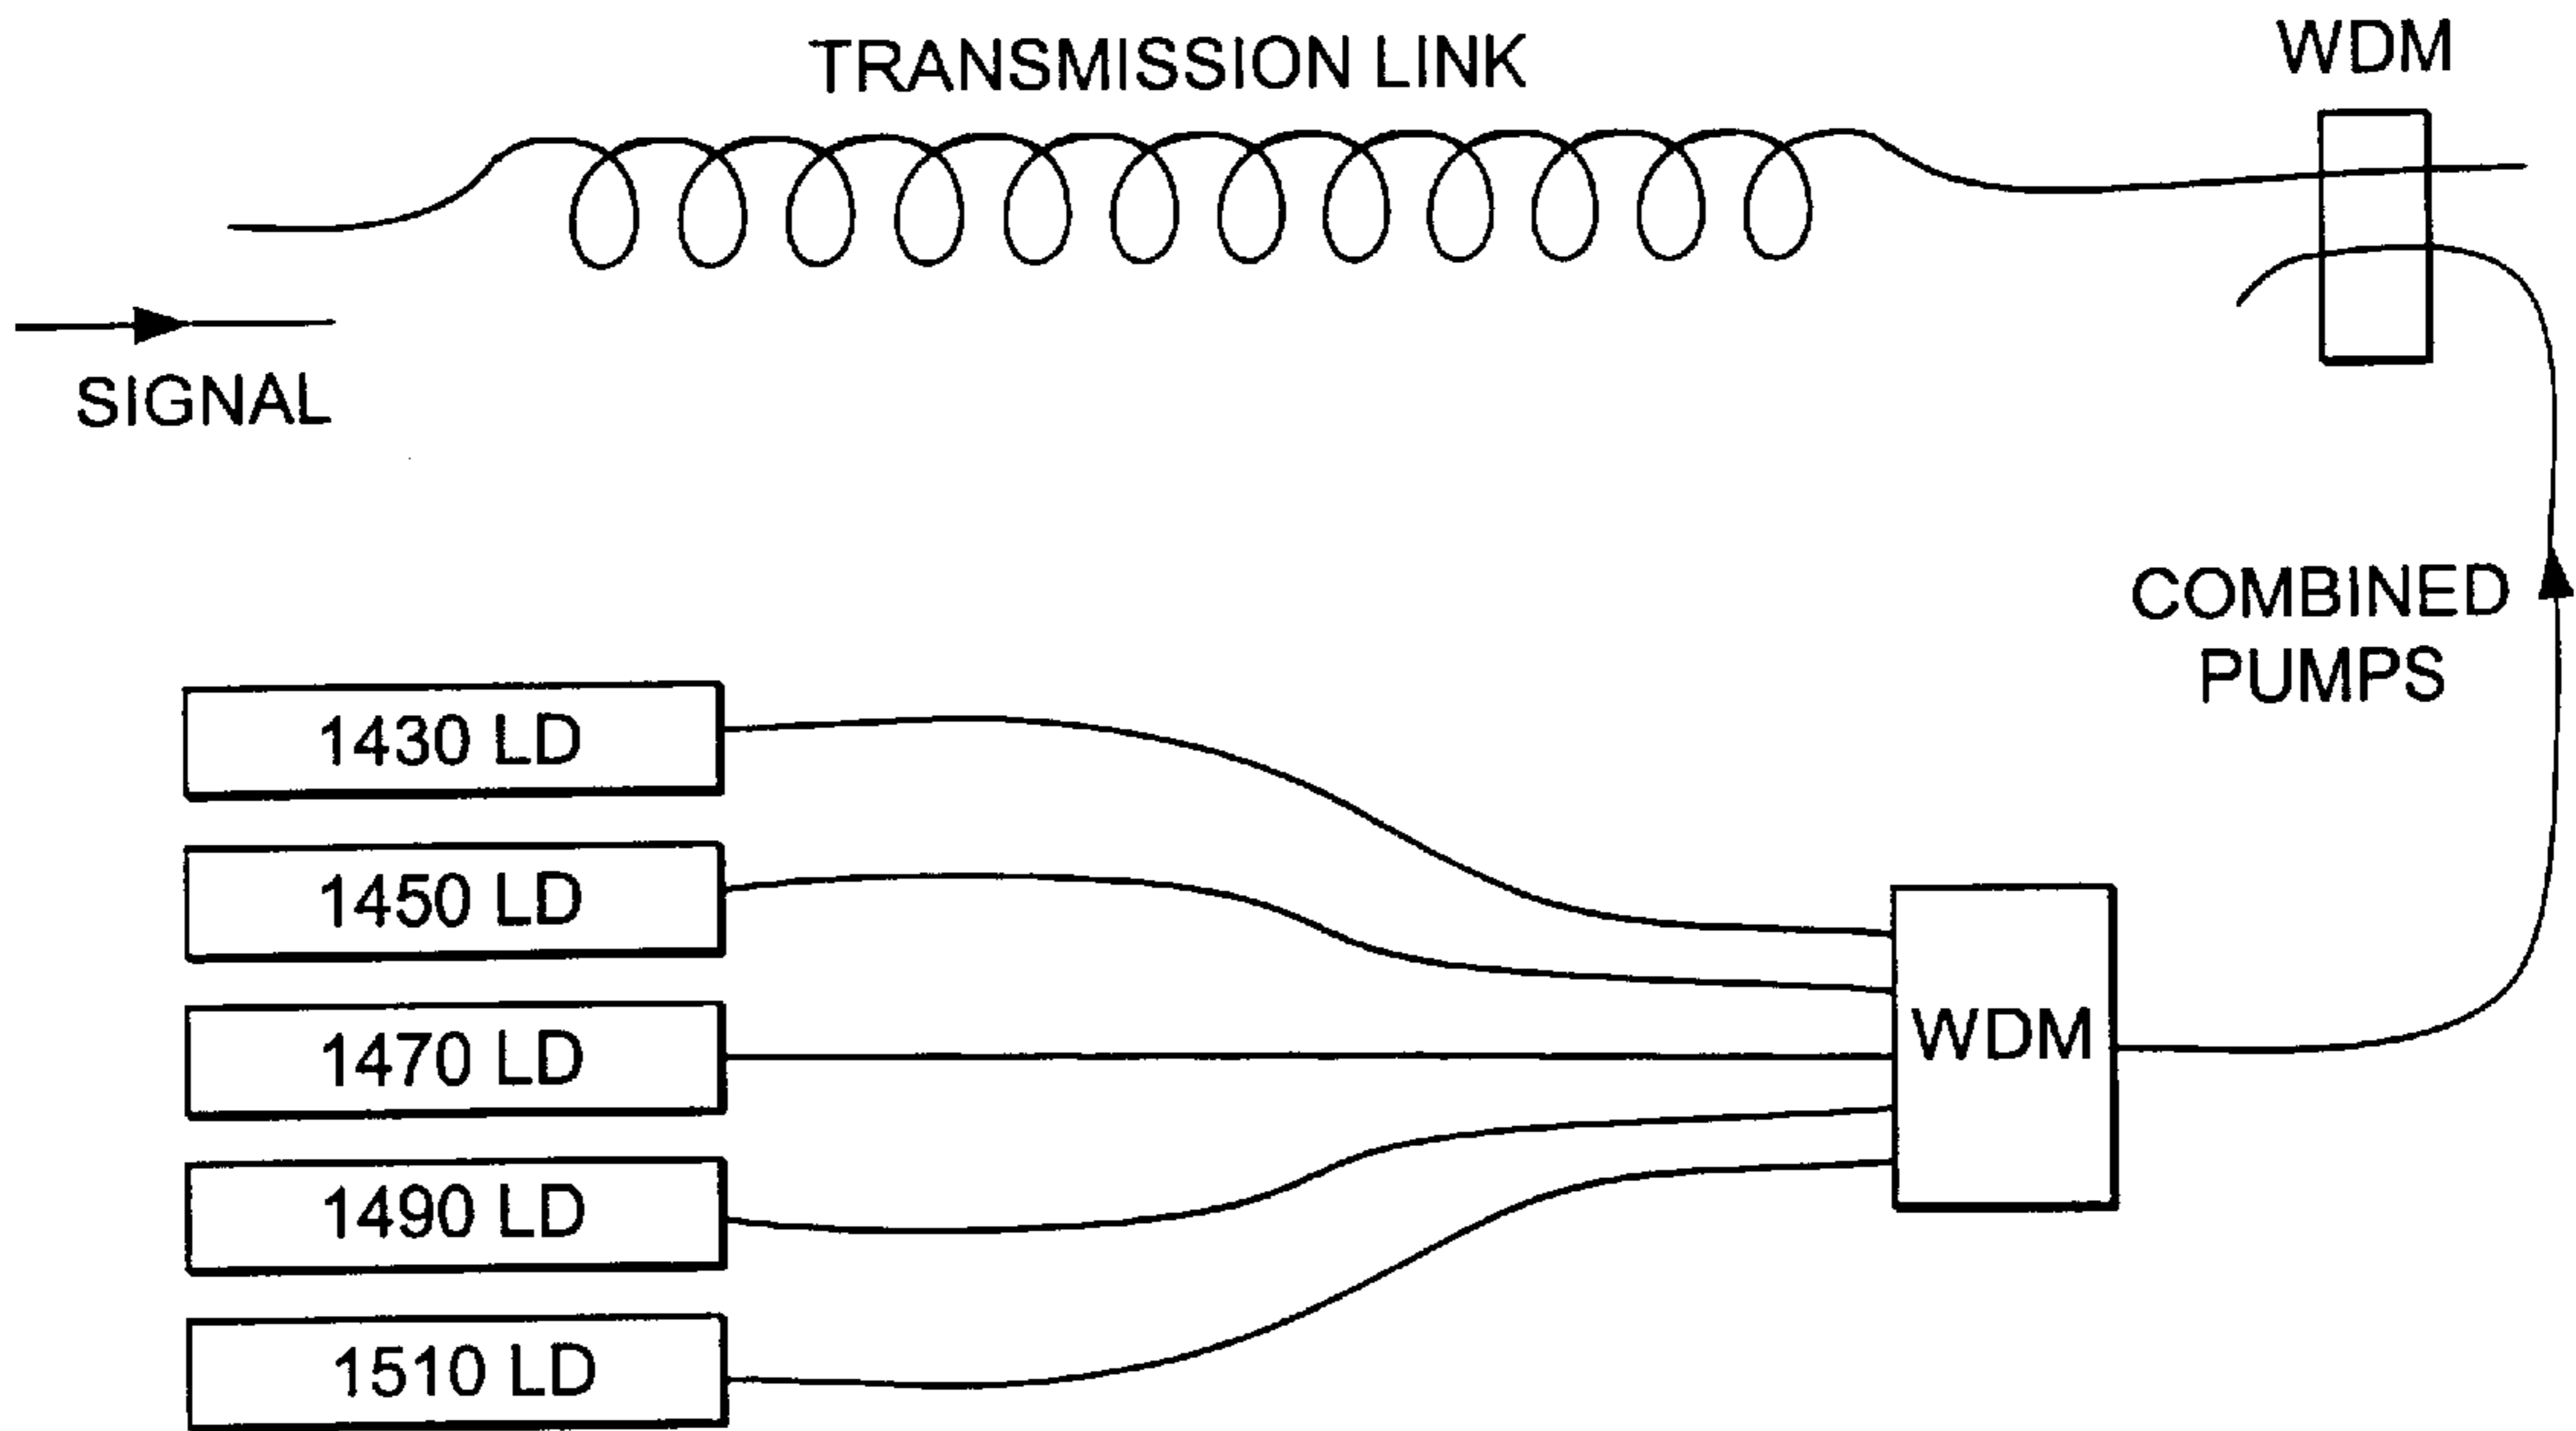 TRANSMISSION LINK
WDM
SIGNAL
COMBINED
PUMPS
1430 LD
1450 LD
1470 LD
1490 LD
1510 LD
WDM